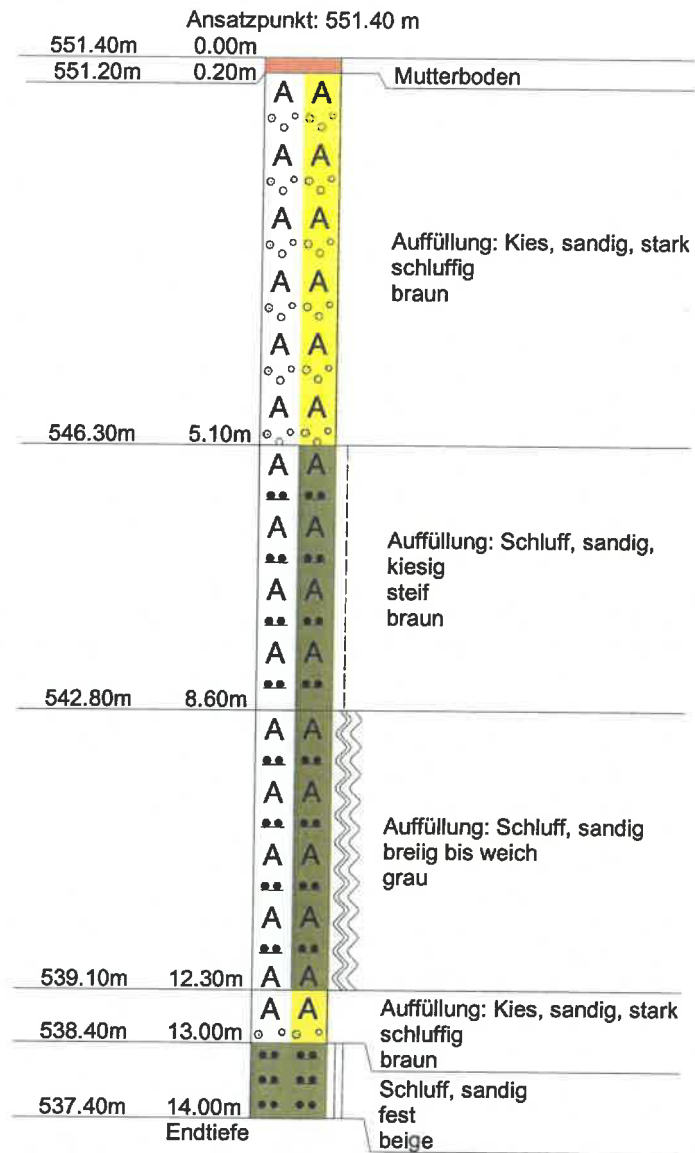 Ansatzpunkt: 551.40 m
551.40m 0.00m
551.20m 0.20m Mutterboden
A A
A A
A A
A A
A A
A A
Auffüllung: Kies, sandig, stark
schluffig
braun
546.30m 5.10m
A A
A A
A A
A A
Auffüllung: Schluff, sandig,
kiesig
steif
braun
542.80m 8.60m
A A
A A
A A
A A
A A
Auffüllung: Schluff, sandig
breiig bis weich
grau
539.10m 12.30m
A A
Auffüllung: Kies, sandig, stark
schluffig
braun
538.40m 13.00m
Schluff, sandig
fest
beige
537.40m 14.00m
Endtiefe